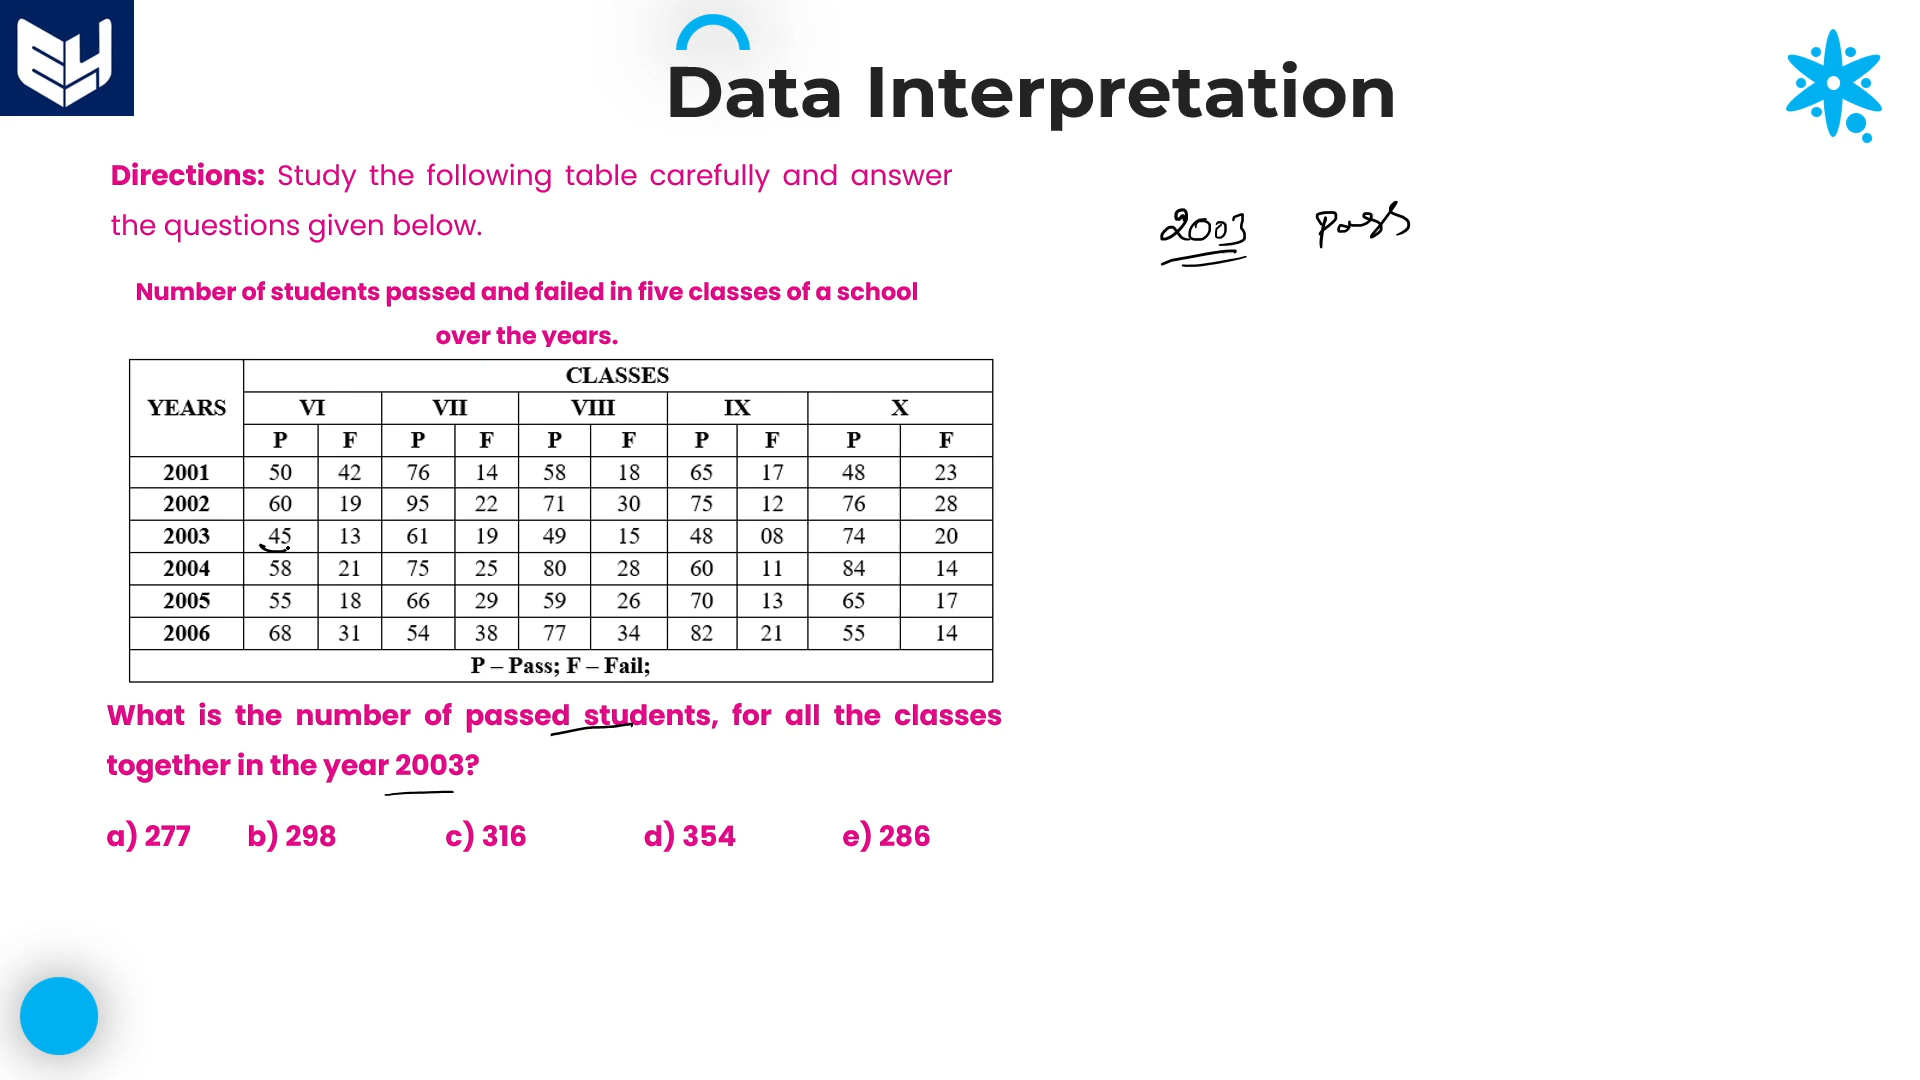 Data Interpretation
Directions: Study the following table carefully and answer
the questions given below.
2003 Pass
Number of students passed and failed in five classes of a school
over the years.
YEARS CLASSES
VI VII VIII IX X
P F P F P F P F P F
2001 50 42 76 14 58 18 65 17 48 23
2002 60 19 95 22 71 30 75 12 76 28
2003 45 13 61 19 49 15 48 08 74 20
2004 58 21 75 25 80 28 60 11 84 14
2005 55 18 66 29 59 26 70 13 65 17
2006 68 31 54 38 77 34 82 21 55 14
P – Pass; F – Fail;
What is the number of passed students, for all the classes
together in the year 2003?
a) 277 b) 298 c) 316 d) 354 e) 286